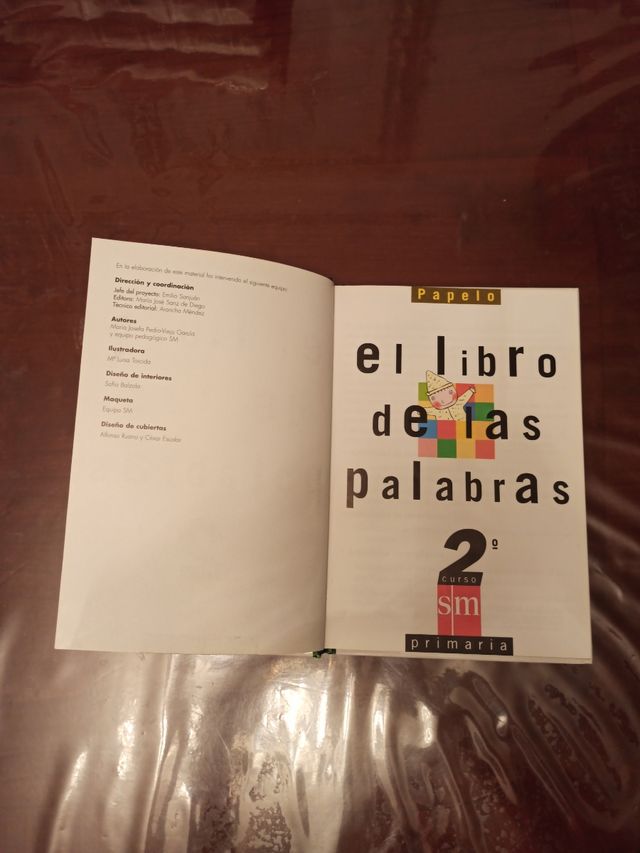 En la elaboración de este material ha intervenido el siguiente equipo:
Dirección y coordinación
Jefe del proyecto: Emilio Sanjuán
Editora: María José Sanz de Diego
Técnico editorial: Arancha Méndez
Autores
María Josefa Pedro-Viejo García
y equipo pedagógico SM
Ilustradora
Mª Luisa Torcida
Diseño de interiores
Sofía Balzola
Maqueta
Equipo SM
Diseño de cubiertas
Alfonso Ruano y César Escolar
Papelo
el libro
de las
palabras
2º
curso
sm
primaria